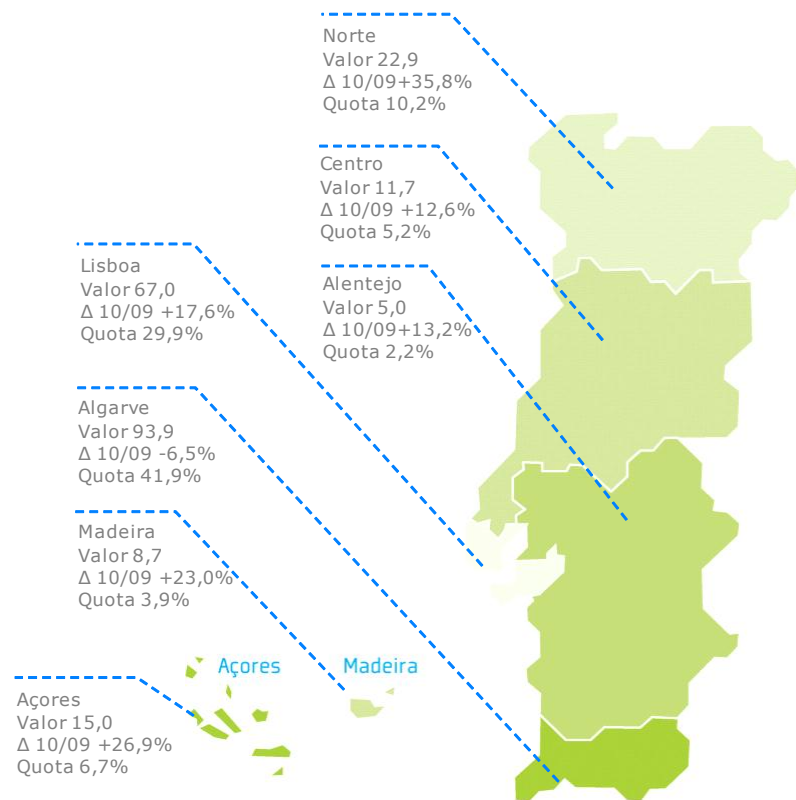 Norte
Valor 22,9
Δ 10/09+35,8%
Quota 10,2%
Centro
Valor 11,7
Δ 10/09 +12,6%
Quota 5,2%
Lisboa
Valor 67,0
Δ 10/09 +17,6%
Quota 29,9%
Alentejo
Valor 5,0
Δ 10/09+13,2%
Quota 2,2%
Algarve
Valor 93,9
Δ 10/09 -6,5%
Quota 41,9%
Madeira
Valor 8,7
Δ 10/09 +23,0%
Quota 3,9%
Açores
Madeira
Açores
Valor 15,0
Δ 10/09 +26,9%
Quota 6,7%